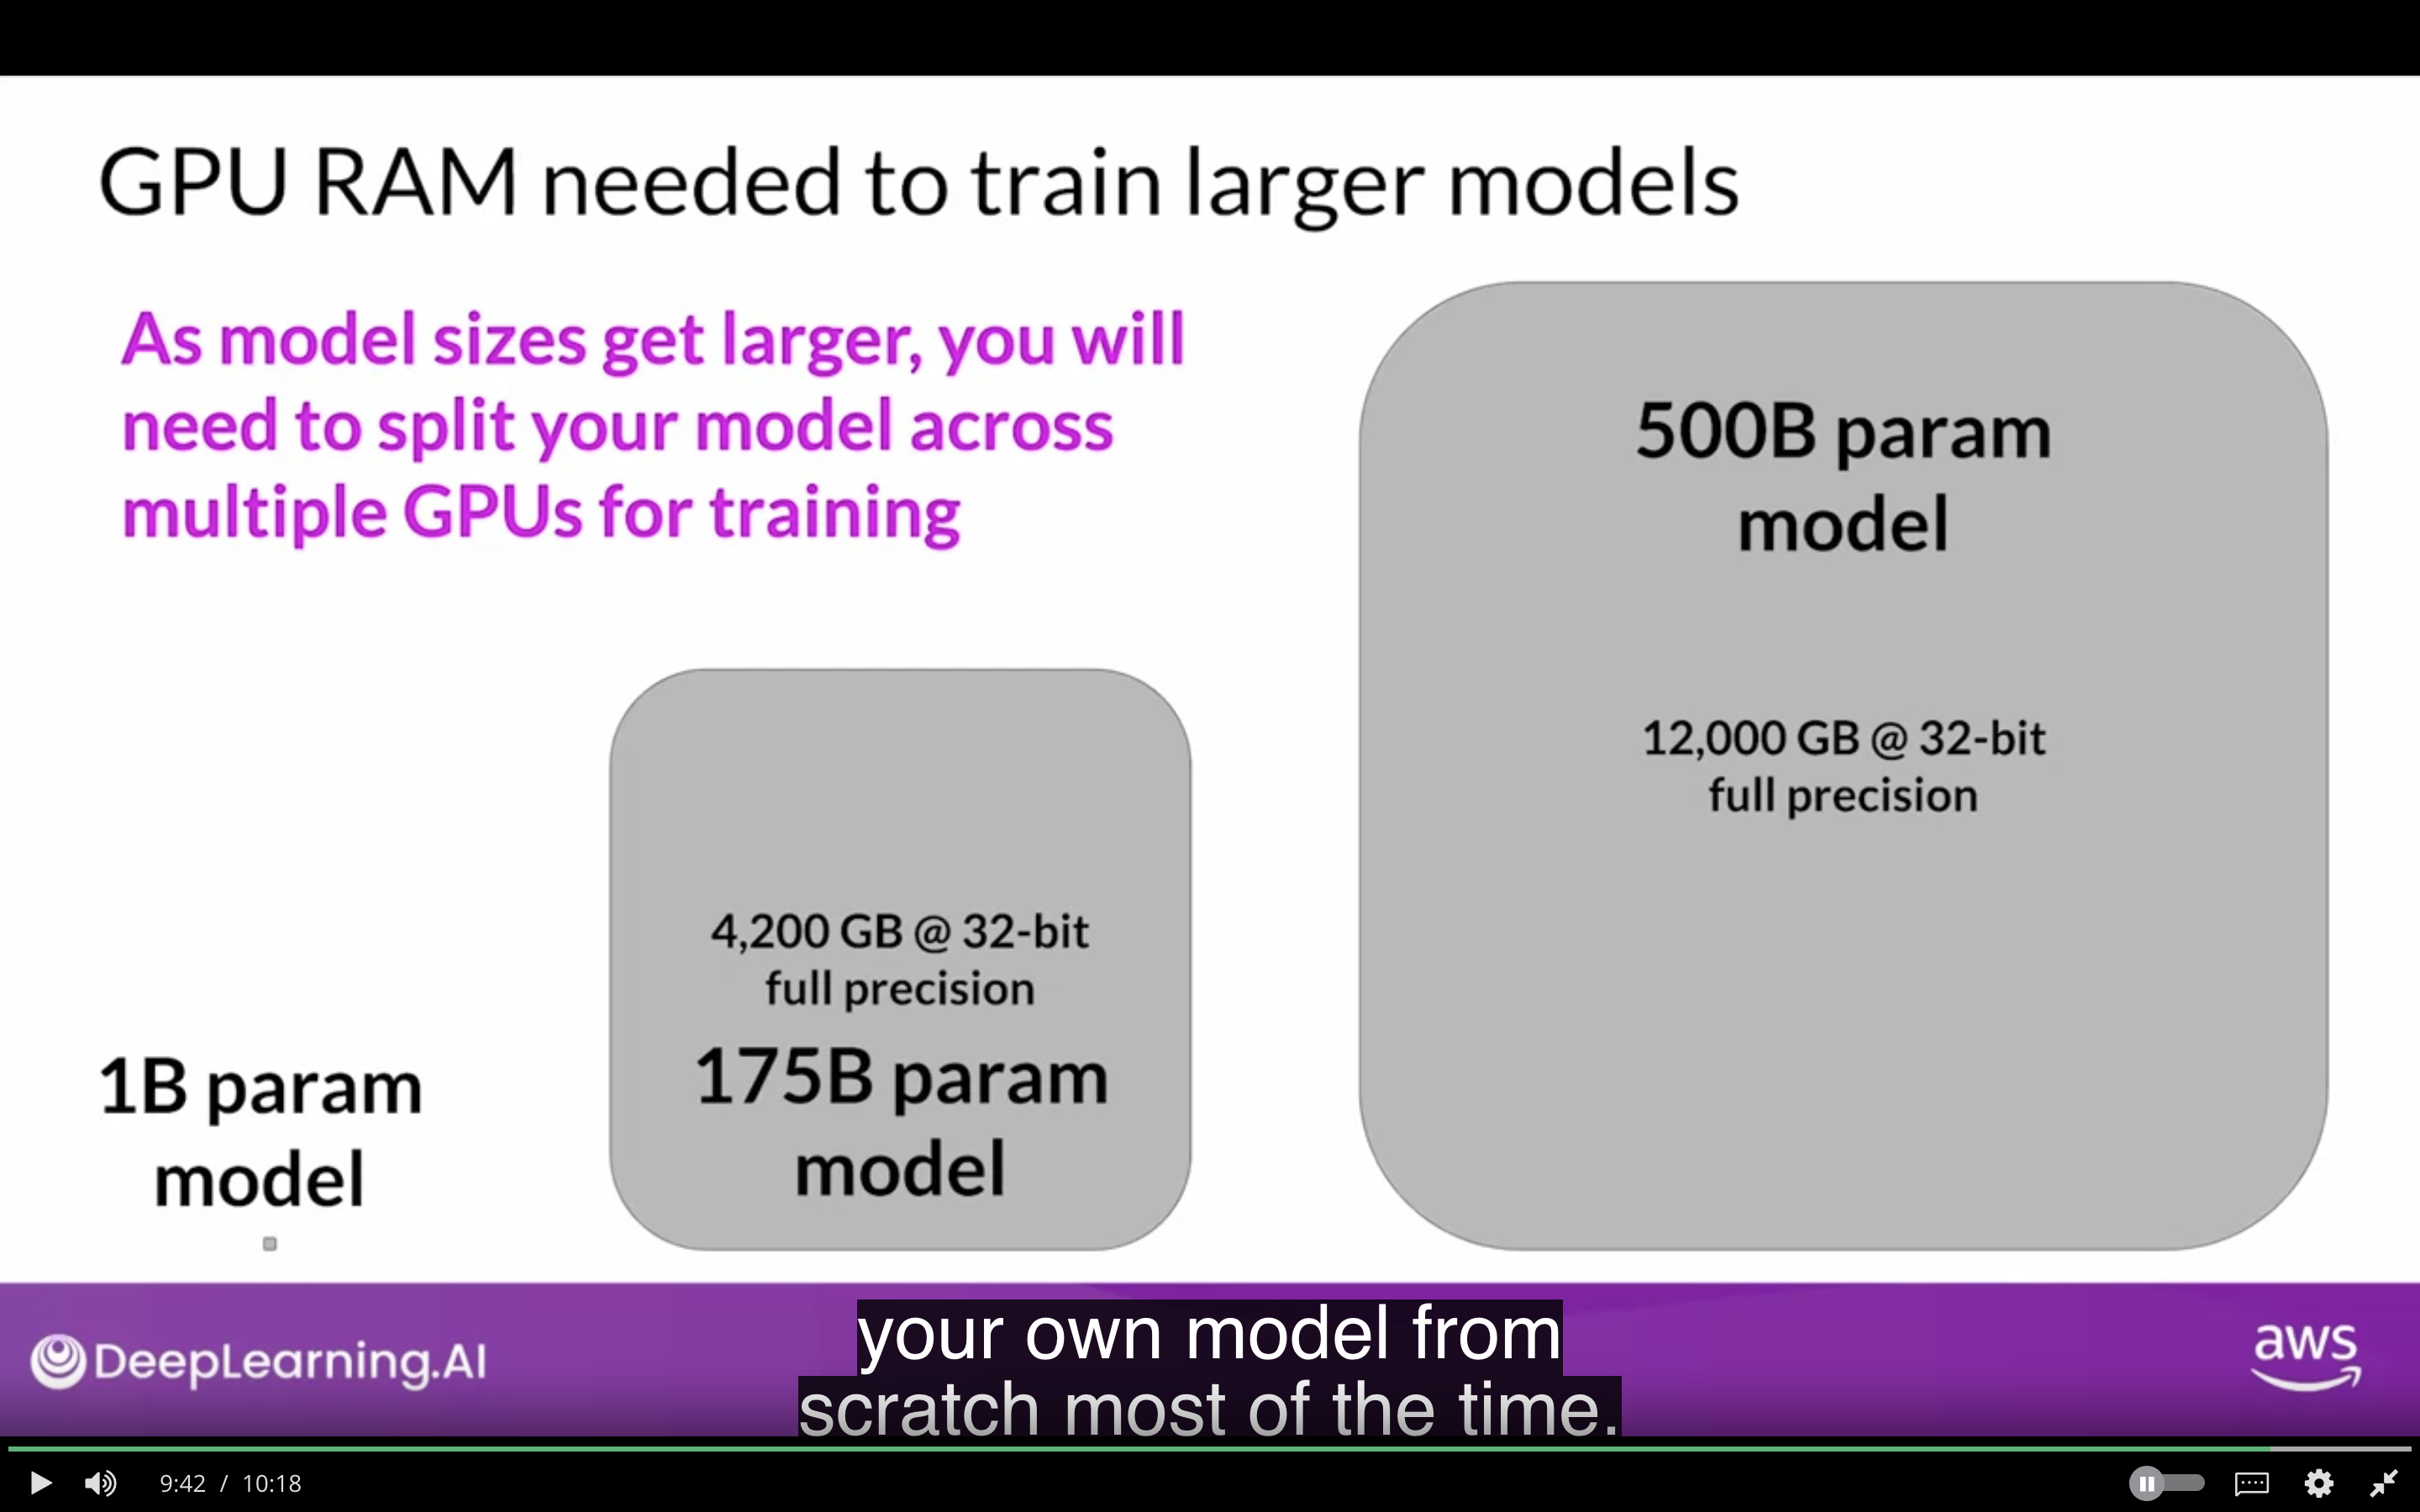 GPU RAM needed to train larger models
As model sizes get larger, you will
need to split your model across
multiple GPUs for training
1B param
model
4,200 GB @ 32-bit
full precision
175B param
model
500B param
model
12,000 GB @ 32-bit
full precision
DeepLearning.AI
your own model from
scratch most of the time.
aws
9:42 / 10:18